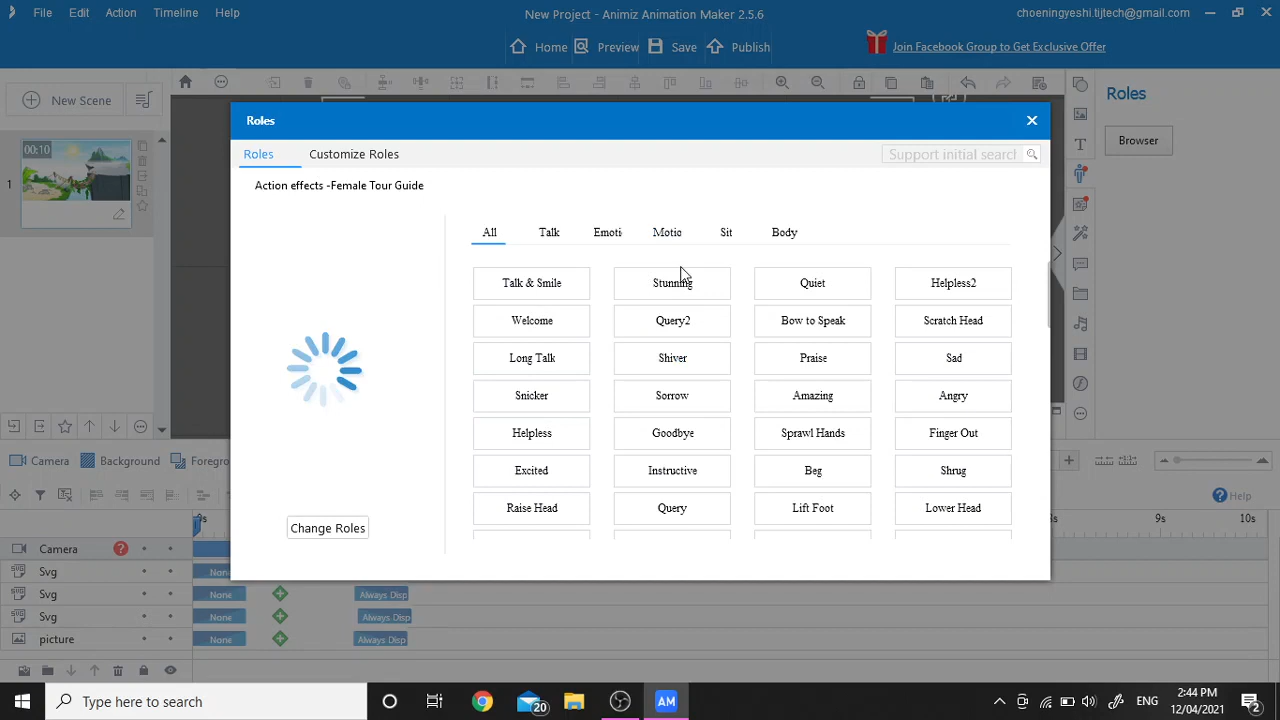 File Edit Action Timeline Help
New Project - Animiz Animation Maker 2.5.6
choeningyeshi.tijtech@gmail.com
Home Preview Save Publish
Join Facebook Group to Get Exclusive Offer
New Scene
Roles
Browser
00:10
1
Roles
Roles Customize Roles
Support initial search
Action effects -Female Tour Guide
All Talk Emoti Motic Sit Body
Talk & Smile Stunning Quiet Helpless2
Welcome Query2 Bow to Speak Scratch Head
Long Talk Shiver Praise Sad
Snicker Sorrow Amazing Angry
Helpless Goodbye Sprawl Hands Finger Out
Excited Instructive Beg Shrug
Raise Head Query Lift Foot Lower Head
Change Roles
Camera Background Foregro
Help
0s 8s 9s 10s
Camera
Svg None
Svg None Always Disp
Svg None Always Disp
picture None Always Disp
Type here to search
20
AM
ENG
2:44 PM
12/04/2021
2